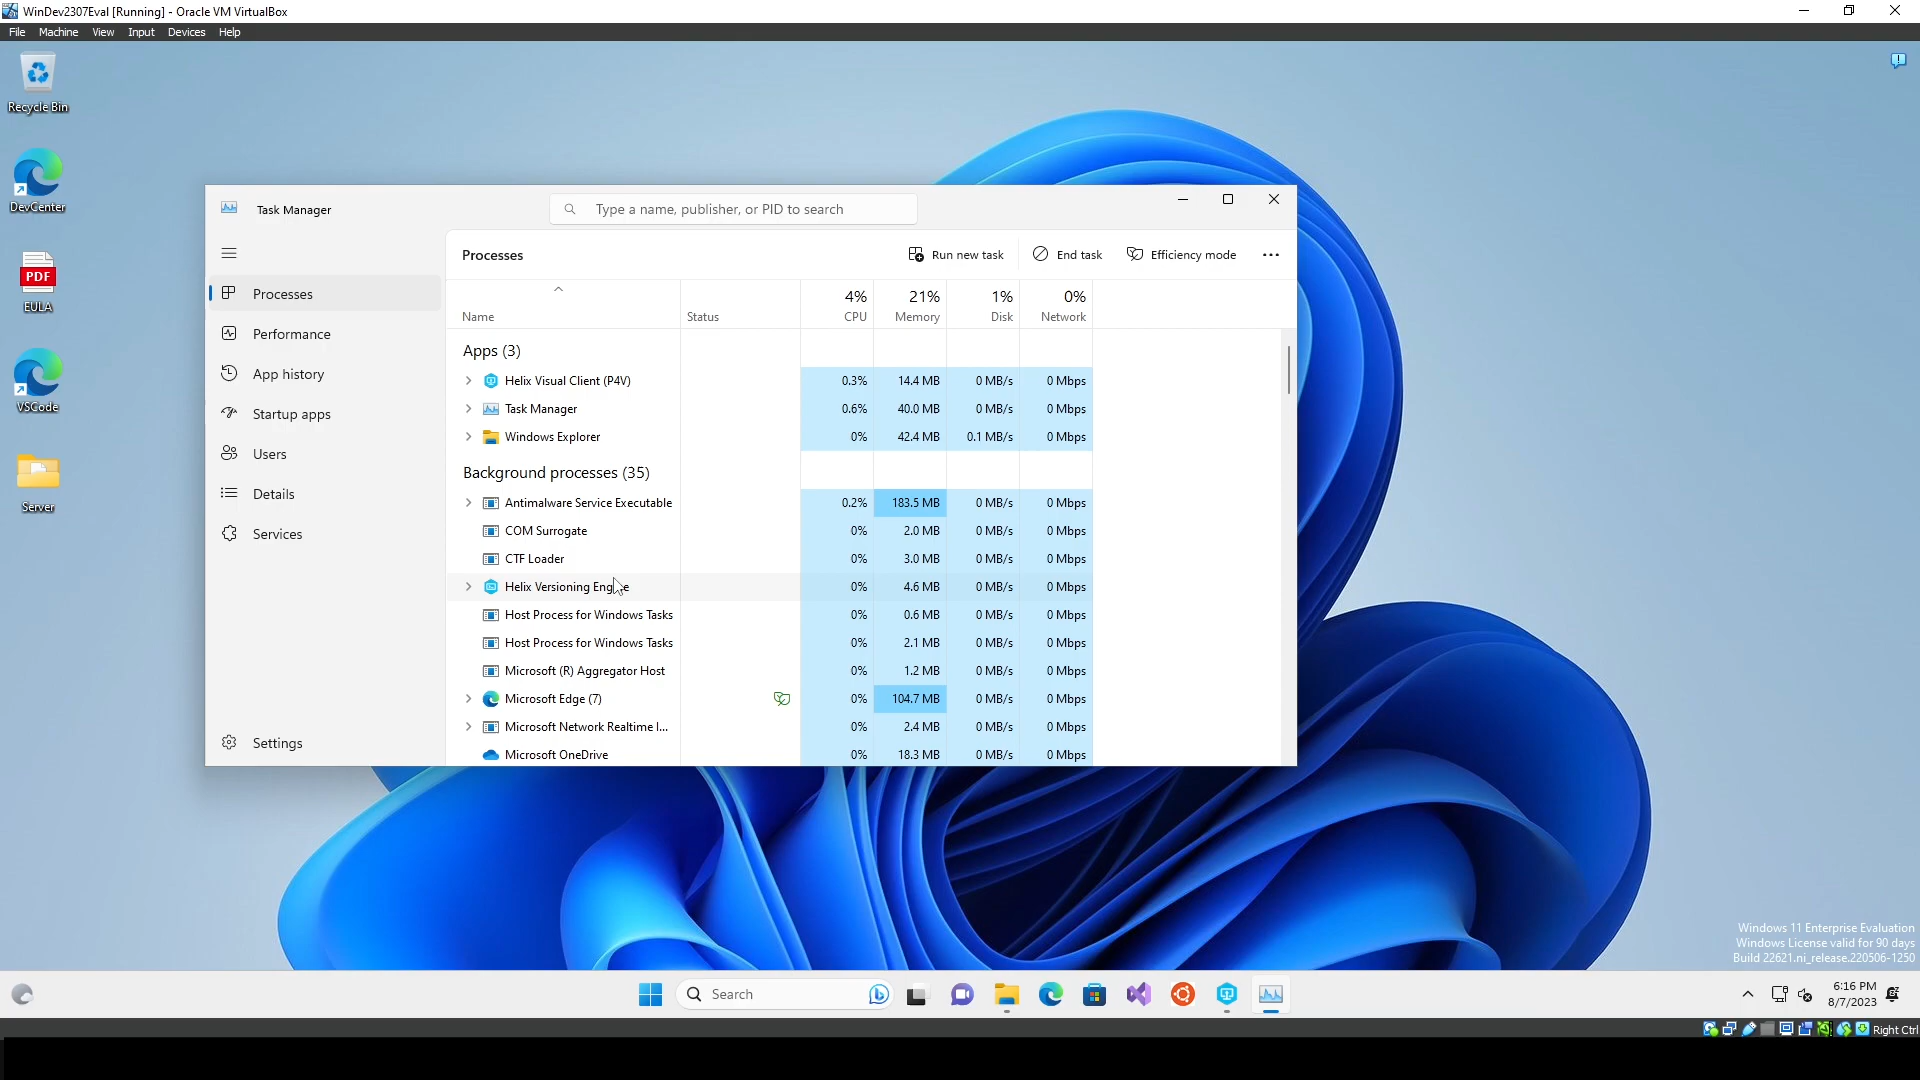 WinDev2307Eval [Running] - Oracle VM VirtualBox
File Machine View Input Devices Help
Recycle Bin
DevCenter
PDF
EULA
VSCode
Server
Task Manager
Type a name, publisher, or PID to search
Processes
Run new task
End task
Efficiency mode
Processes
Performance
App history
Startup apps
Users
Details
Services
Settings
4% 21% 1% 0%
Name Status CPU Memory Disk Network
Apps (3)
Helix Visual Client (P4V) 0.3% 14.4 MB 0 MB/s 0 Mbps
Task Manager 0.6% 40.0 MB 0 MB/s 0 Mbps
Windows Explorer 0% 42.4 MB 0.1 MB/s 0 Mbps
Background processes (35)
Antimalware Service Executable 0.2% 183.5 MB 0 MB/s 0 Mbps
COM Surrogate 0% 2.0 MB 0 MB/s 0 Mbps
CTF Loader 0% 3.0 MB 0 MB/s 0 Mbps
Helix Versioning Engine 0% 4.6 MB 0 MB/s 0 Mbps
Host Process for Windows Tasks 0% 0.6 MB 0 MB/s 0 Mbps
Host Process for Windows Tasks 0% 2.1 MB 0 MB/s 0 Mbps
Microsoft (R) Aggregator Host 0% 1.2 MB 0 MB/s 0 Mbps
Microsoft Edge (7) 0% 104.7 MB 0 MB/s 0 Mbps
Microsoft Network Realtime I... 0% 2.4 MB 0 MB/s 0 Mbps
Microsoft OneDrive 0% 18.3 MB 0 MB/s 0 Mbps
Windows 11 Enterprise Evaluation
Windows License valid for 90 days
Build 22621.ni_release.220506-1250
Search
6:16 PM
8/7/2023
Right Ctrl